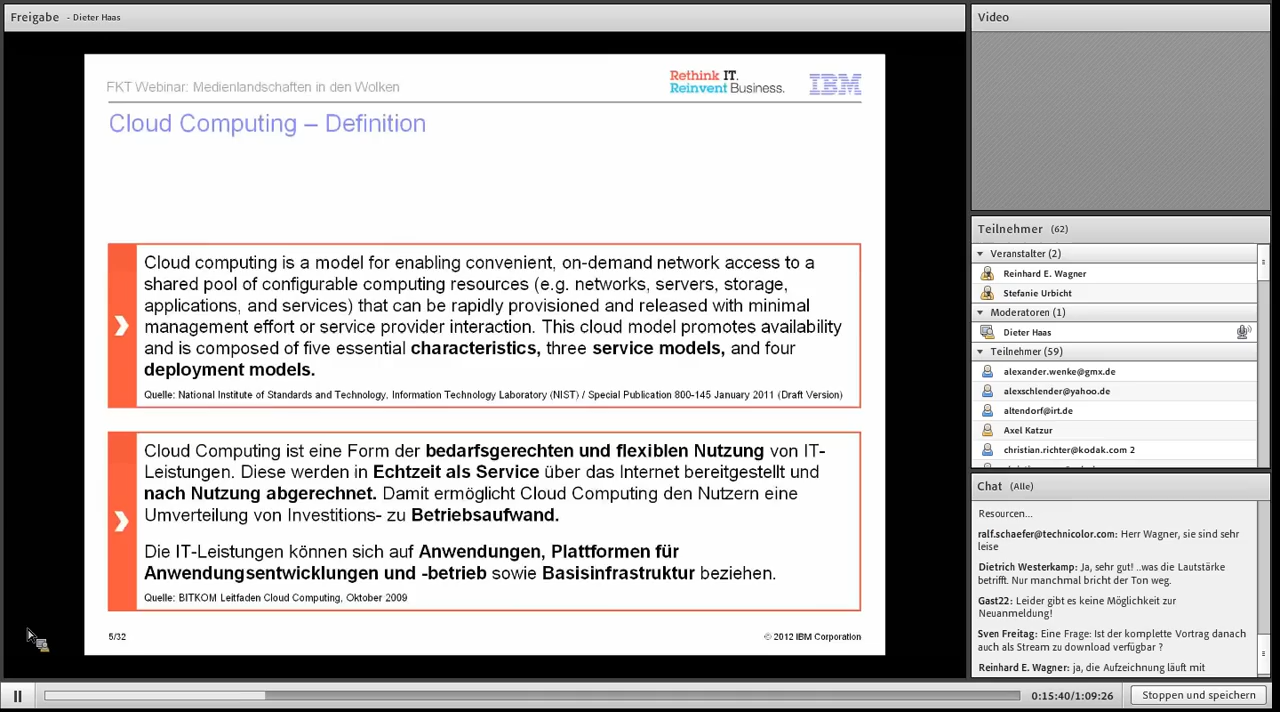 Freigabe - Dieter Haas
FKT Webinar: Medienlandschaften in den Wolken
Rethink IT.
Reinvent Business.
IBM
Cloud Computing – Definition
Cloud computing is a model for enabling convenient, on-demand network access to a
shared pool of configurable computing resources (e.g. networks, servers, storage,
applications, and services) that can be rapidly provisioned and released with minimal
management effort or service provider interaction. This cloud model promotes availability
and is composed of five essential characteristics, three service models, and four
deployment models.
Quelle: National Institute of Standards and Technology, Information Technology Laboratory (NIST) / Special Publication 800-145 January 2011 (Draft Version)
Cloud Computing ist eine Form der bedarfsgerechten und flexiblen Nutzung von IT-
Leistungen. Diese werden in Echtzeit als Service über das Internet bereitgestellt und
nach Nutzung abgerechnet. Damit ermöglicht Cloud Computing den Nutzern eine
Umverteilung von Investitions- zu Betriebsaufwand.
Die IT-Leistungen können sich auf Anwendungen, Plattformen für
Anwendungsentwicklungen und -betrieb sowie Basisinfrastruktur beziehen.
Quelle: BITKOM Leitfaden Cloud Computing, Oktober 2009
5/32
© 2012 IBM Corporation
Video
Teilnehmer (62)
Veranstalter (2)
Reinhard E. Wagner
Stefanie Urbicht
Moderatoren (1)
Dieter Haas
Teilnehmer (59)
alexander.wenke@gmx.de
alexschlender@yahoo.de
altendorf@irt.de
Axel Katzur
christian.richter@kodak.com 2
Chat (Alle)
Resourcen...
ralf.schaefer@technicolor.com: Herr Wagner, sie sind sehr
leise
Dietrich Westerkamp: Ja, sehr gut! ..was die Lautstärke
betrifft. Nur manchmal bricht der Ton weg.
Gast22: Leider gibt es keine Möglichkeit zur
Neuanmeldung!
Sven Freitag: Eine Frage: Ist der komplette Vortrag danach
auch als Stream zu download verfügbar ?
Reinhard E. Wagner: ja, die Aufzeichnung läuft mit
0:15:40/1:09:26
Stoppen und speichern